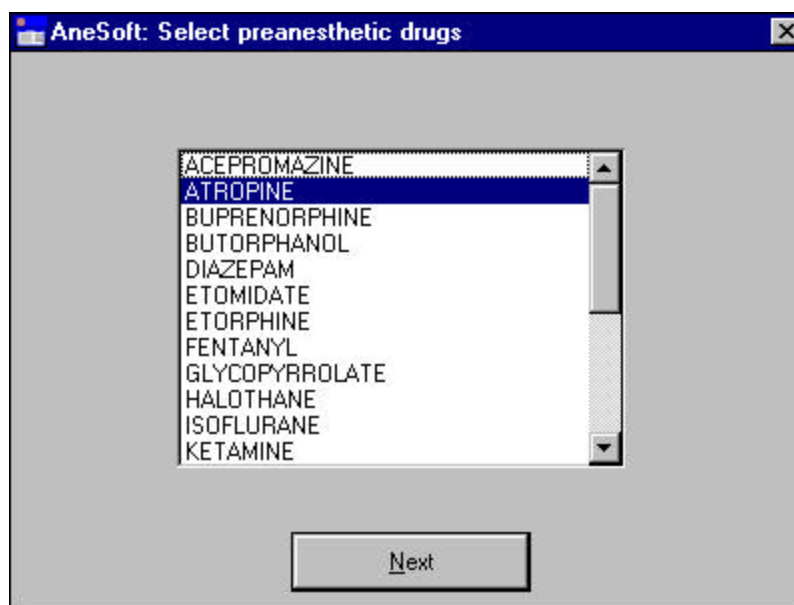 AneSoft: Select preanesthetic drugs
ACEPROMAZINE
ATROPINE
BUPRENORPHINE
BUTORPHANOL
DIAZEPAM
ETOMIDATE
ETORPHINE
FENTANYL
GLYCOPYRROLATE
HALOTHANE
ISOFLURANE
KETAMINE
Next